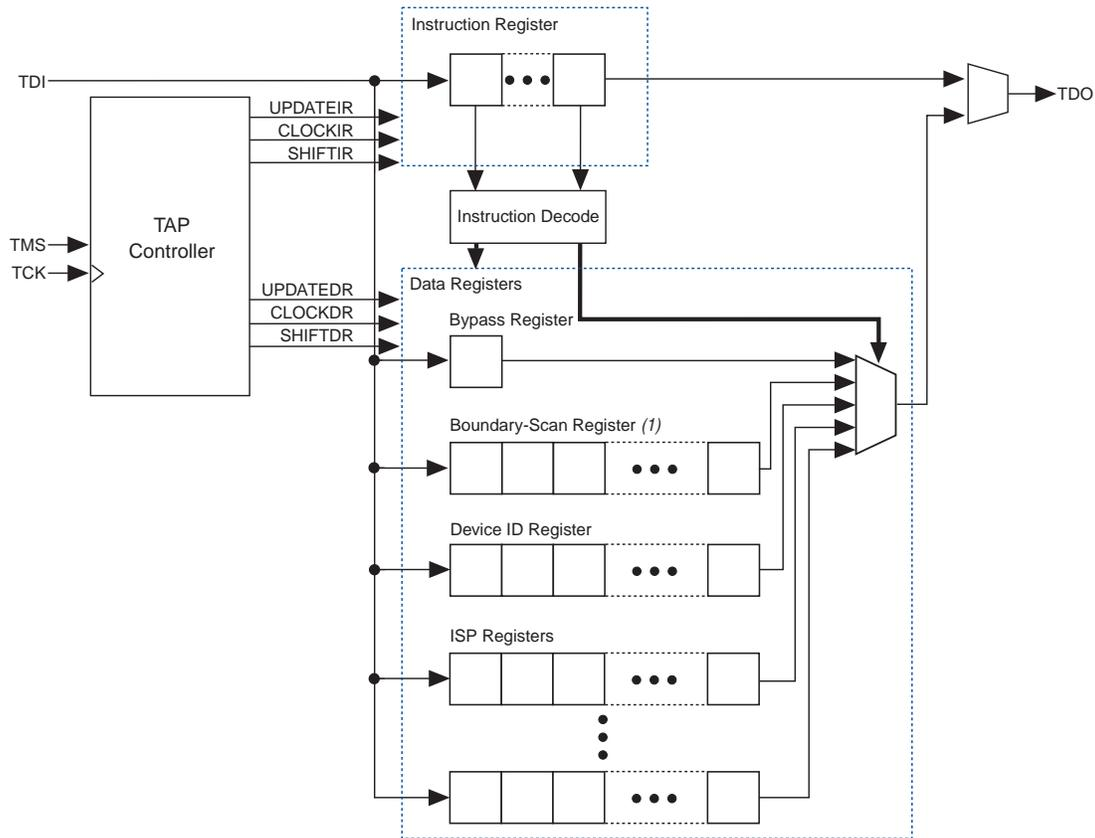 Instruction Register
TDI
TDO
UPDATEIR
CLOCKIR
SHIFTIR
TAP
Controller
Instruction Decode
TMS
TCK
UPDATEDR
CLOCKDR
SHIFTDR
Data Registers
Bypass Register
Boundary-Scan Register (1)
Device ID Register
ISP Registers